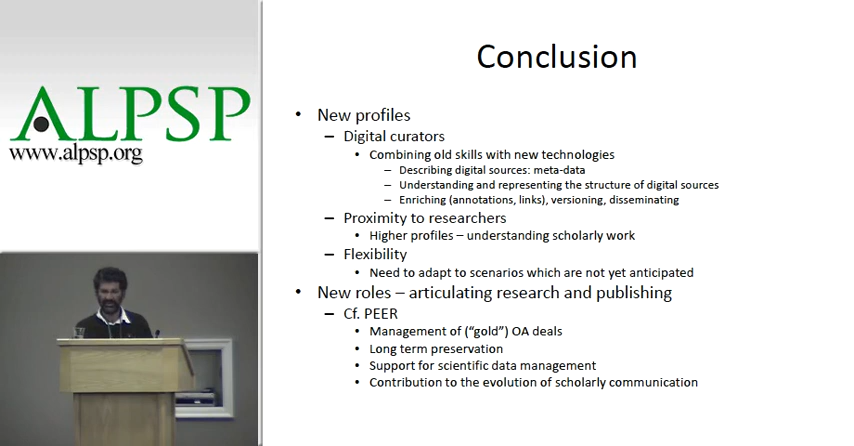 ALPSP
www.alpsp.org
Conclusion
• New profiles
– Digital curators
• Combining old skills with new technologies
– Describing digital sources: meta-data
– Understanding and representing the structure of digital sources
– Enriching (annotations, links), versioning, disseminating
– Proximity to researchers
• Higher profiles – understanding scholarly work
– Flexibility
• Need to adapt to scenarios which are not yet anticipated
• New roles – articulating research and publishing
– Cf. PEER
• Management of (“gold”) OA deals
• Long term preservation
• Support for scientific data management
• Contribution to the evolution of scholarly communication